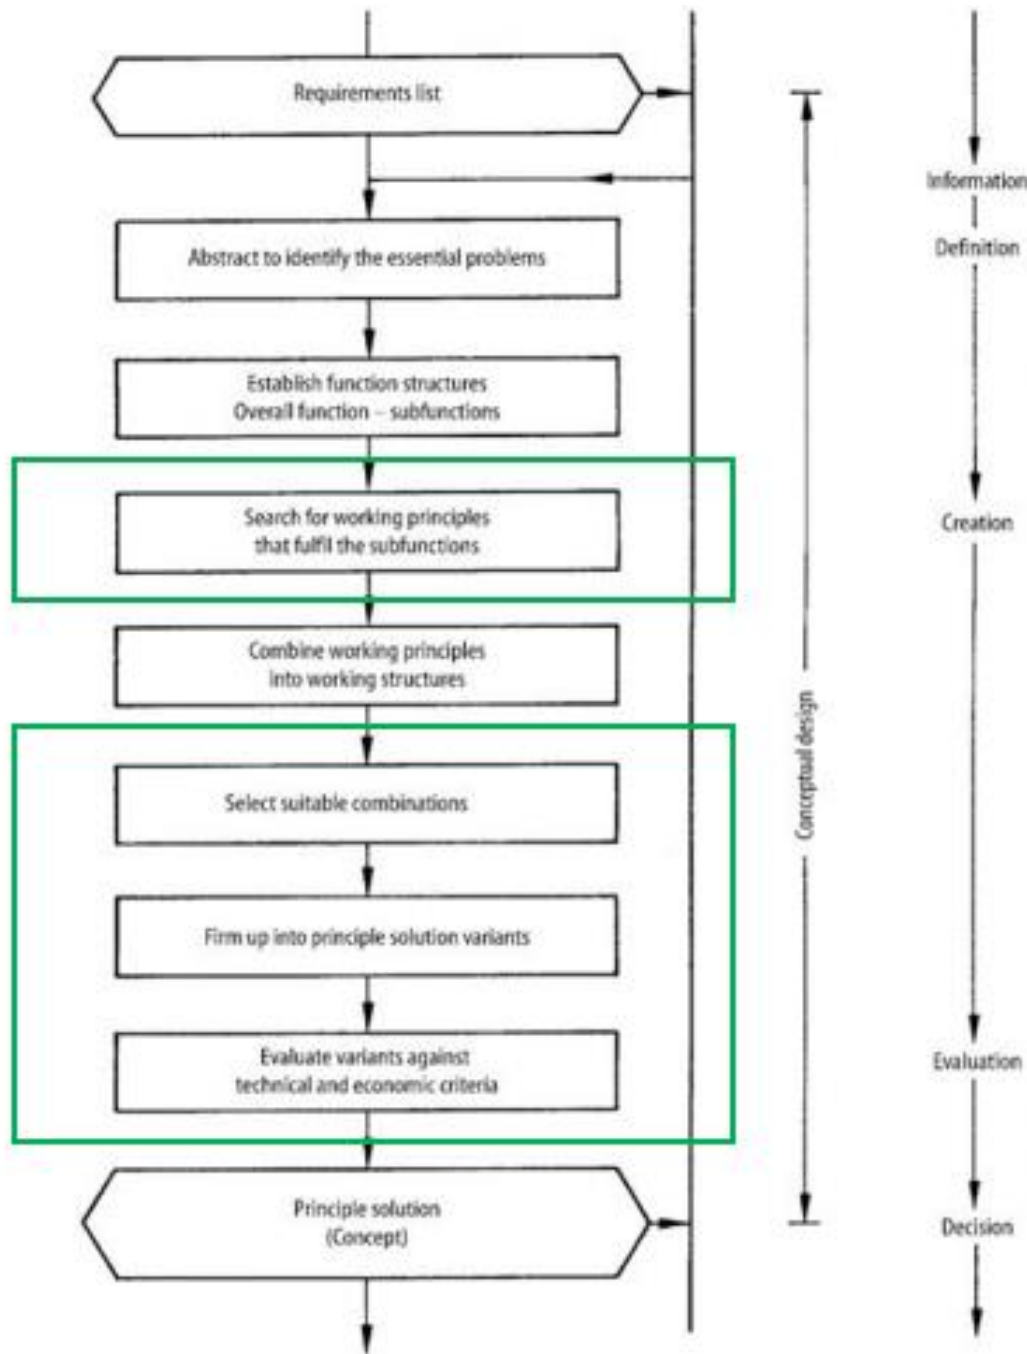 Requirements list
Abstract to identify the essential problems
Establish function structures
Overall function – subfunctions
Search for working principles
that fulfil the subfunctions
Combine working principles
into working structures
Select suitable combinations
Firm up into principle solution variants
Evaluate variants against
technical and economic criteria
Principle solution
(Concept)
Conceptual design
Information
Definition
Creation
Evaluation
Decision